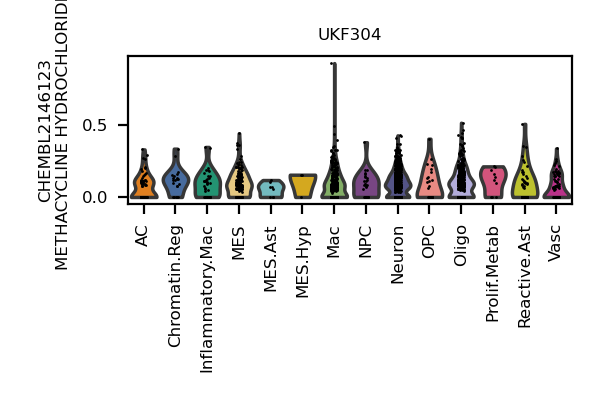 UKF304
CHEMBL2146123
METHACYCLINE HYDROCHLORIDE
0.5
0.0
AC
Chromatin.Reg
Inflammatory.Mac
MES
MES.Ast
MES.Hyp
Mac
NPC
Neuron
OPC
Oligo
Prolif.Metab
Reactive.Ast
Vasc